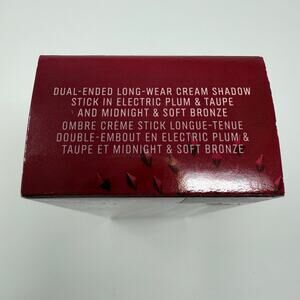 DUAL-ENDED LONG-WEAR CREAM SHADOW
STICK IN ELECTRIC PLUM & TAUPE
AND MIDNIGHT & SOFT BRONZE
OMBRE CRÈME STICK LONGUE-TENUE
DOUBLE-EMBOUT EN ELECTRIC PLUM &
TAUPE ET MIDNIGHT & SOFT BRONZE